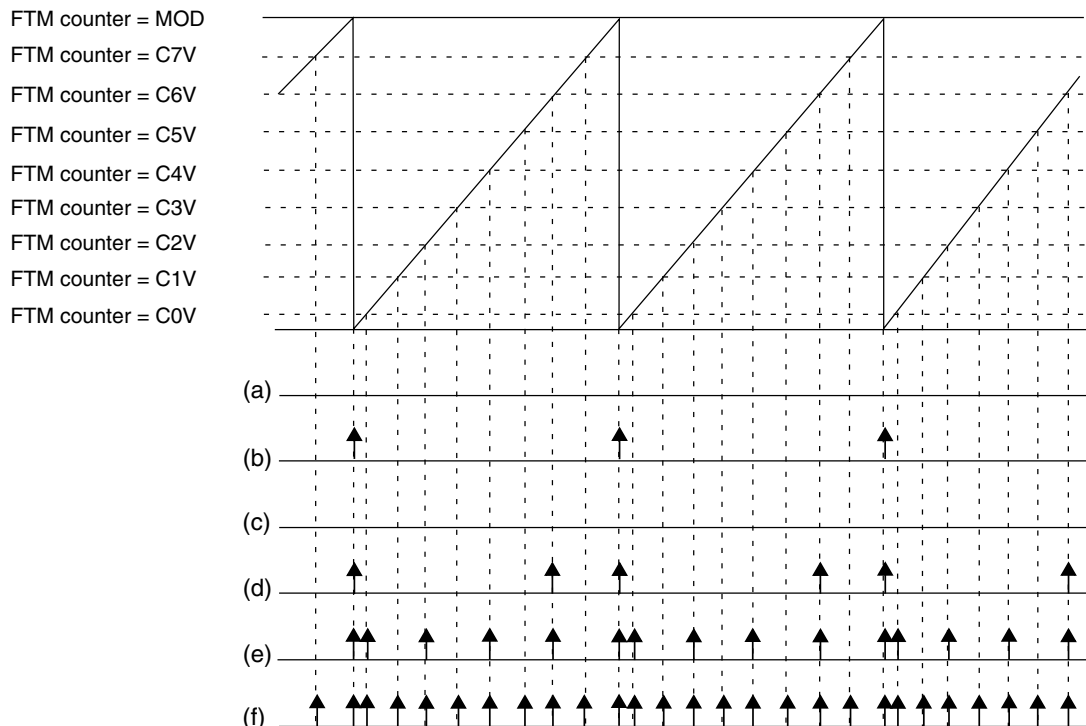 FTM counter = MOD
FTM counter = C7V
FTM counter = C6V
FTM counter = C5V
FTM counter = C4V
FTM counter = C3V
FTM counter = C2V
FTM counter = C1V
FTM counter = C0V
(a)
(b)
(c)
(d)
(e)
(f)